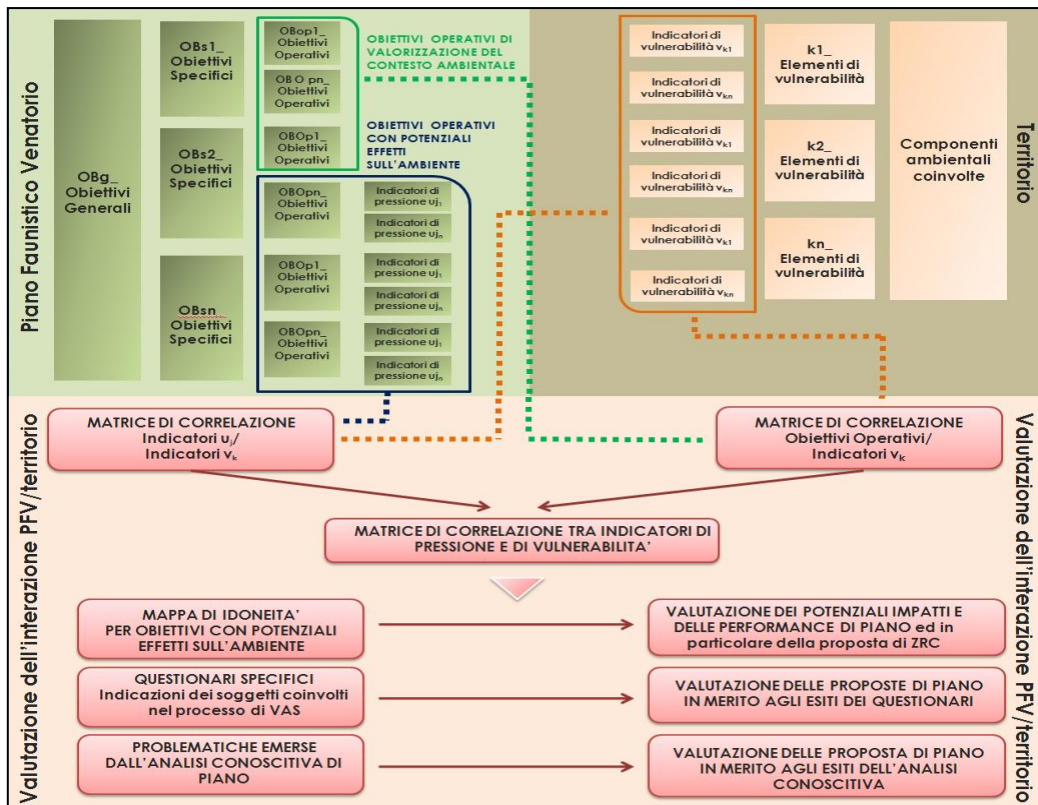 Piano Faunistico Venatorio
OBg_
Obiettivi
Generali
OBs1_
Obiettivi
Specifici
OBs2_
Obiettivi
Specifici
OBsn_
Obiettivi
Specifici
OBop1_
Obiettivi
Operativi
OB O pn_
Obiettivi
Operativi
OBOp1_
Obiettivi
Operativi
OBOpn_
Obiettivi
Operativi
OBOp1_
Obiettivi
Operativi
OBOpn_
Obiettivi
Operativi
OBIETTIVI OPERATIVI DI
VALORIZZAZIONE DEL
CONTESTO AMBIENTALE
OBIETTIVI OPERATIVI
CON POTENZIALI
EFFETTI
SULL'AMBIENTE
Indicatori di
pressione uj₁
Indicatori di
pressione ujₙ
Indicatori di
pressione uj₁
Indicatori di
pressione ujₙ
Indicatori di
pressione uj₁
Indicatori di
pressione ujₙ
Indicatori di
vulnerabilità vk1
Indicatori di
vulnerabilità vkn
Indicatori di
vulnerabilità vk1
Indicatori di
vulnerabilità vkn
Indicatori di
vulnerabilità vk1
Indicatori di
vulnerabilità vkn
k1_
Elementi di
vulnerabilità
k2_
Elementi di
vulnerabilità
kn_
Elementi di
vulnerabilità
Componenti
ambientali
coinvolte
Territorio
Valutazione dell'interazione PFV/territorio
MATRICE DI CORRELAZIONE
Indicatori uj/
Indicatori vk
MATRICE DI CORRELAZIONE
Obiettivi Operativi/
Indicatori vk
MATRICE DI CORRELAZIONE TRA INDICATORI DI
PRESSIONE E DI VULNERABILITA'
MAPPA DI IDONEITA'
PER OBIETTIVI CON POTENZIALI
EFFETTI SULL'AMBIENTE
VALUTAZIONE DEI POTENZIALI IMPATTI E
DELLE PERFORMANCE DI PIANO ed in
particolare della proposta di ZRC
QUESTIONARI SPECIFICI
Indicazioni dei soggetti coinvolti
nel processo di VAS
VALUTAZIONE DELLE PROPOSTE DI PIANO
IN MERITO AGLI ESITI DEI QUESTIONARI
PROBLEMATICHE EMERSE
DALL'ANALISI CONOSCITIVA DI
PIANO
VALUTAZIONE DELLE PROPOSTA DI PIANO
IN MERITO AGLI ESITI DELL'ANALISI
CONOSCITIVA
Valutazione dell'interazione PFV/territorio